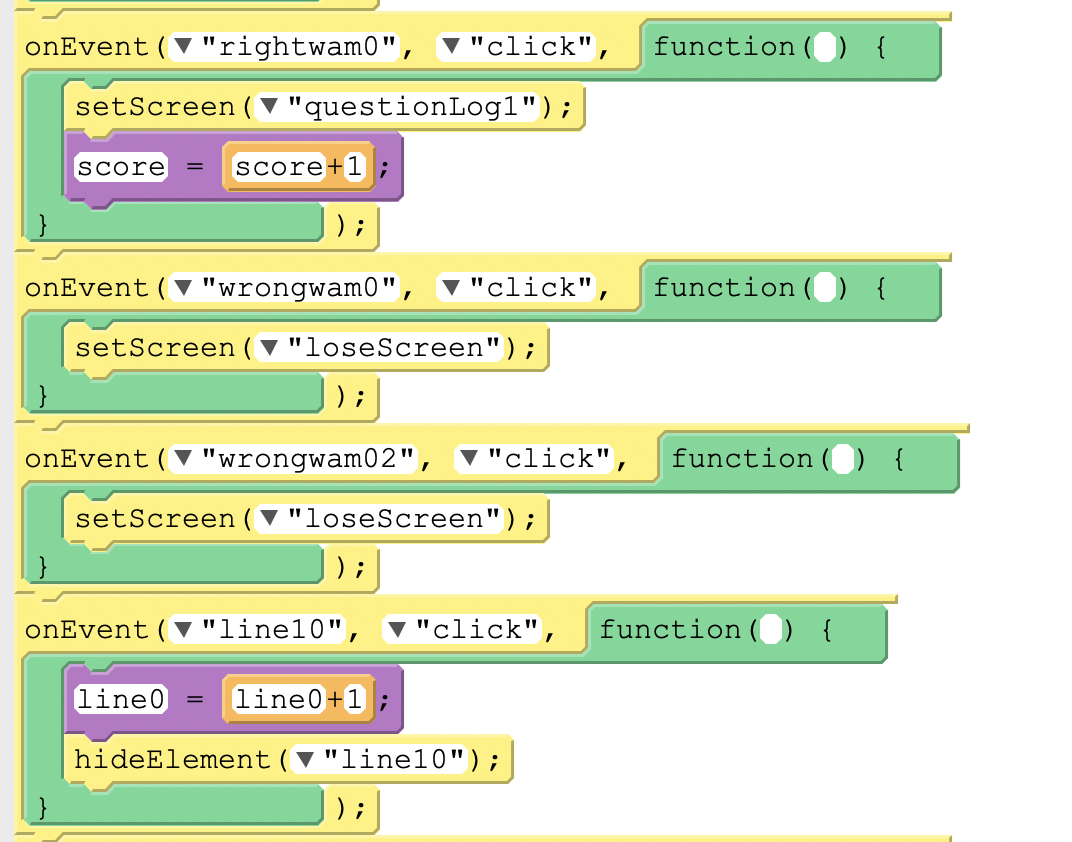 onEvent(▼"rightwam0", ▼"click", function( ) {
setScreen(▼"questionLog1");
score = score+1;
} );
onEvent(▼"wrongwam0", ▼"click", function( ) {
setScreen(▼"loseScreen");
} );
onEvent(▼"wrongwam02", ▼"click", function( ) {
setScreen(▼"loseScreen");
} );
onEvent(▼"line10", ▼"click", function( ) {
line0 = line0+1;
hideElement(▼"line10");
} );